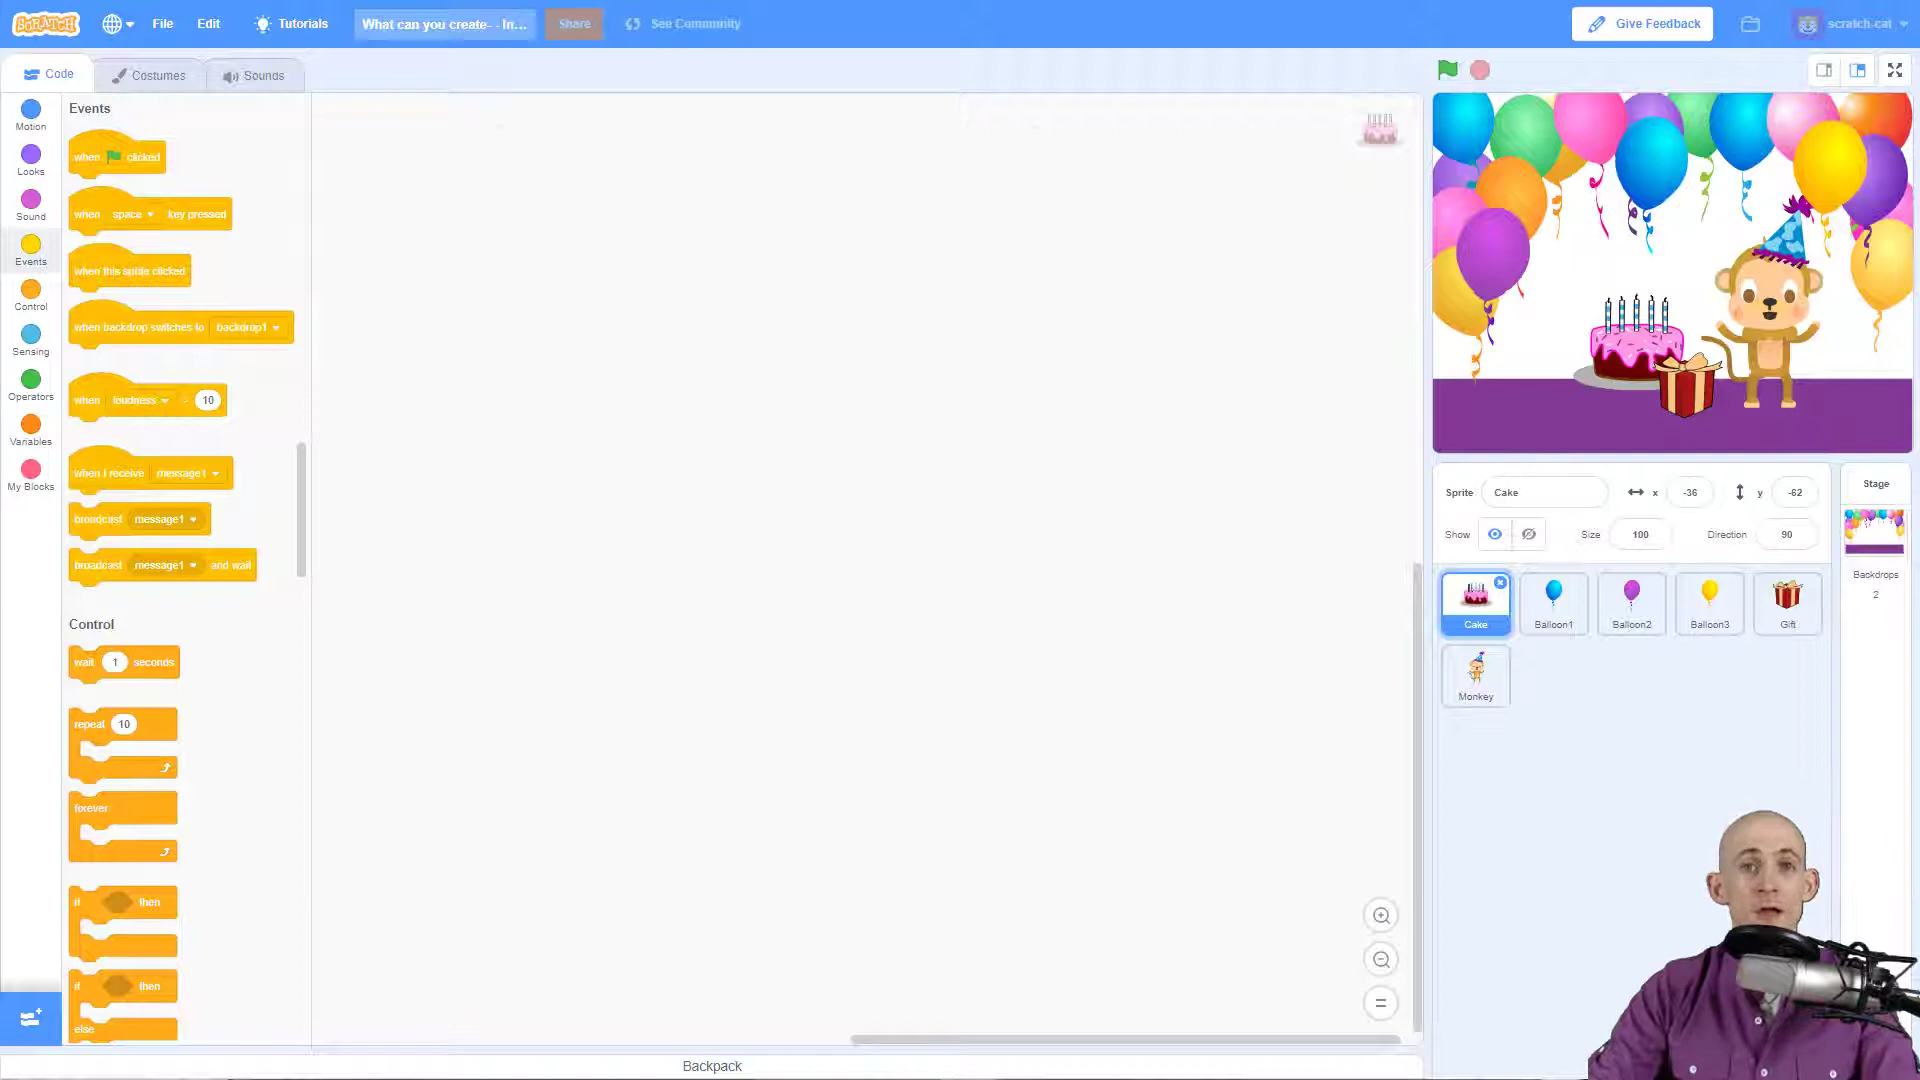 SCRATCH File Edit Tutorials What can you create- - In... Share See Community Give Feedback scratch-cat
Code Costumes Sounds
Motion
Looks
Sound
Events
Control
Sensing
Operators
Variables
My Blocks
Events
when clicked
when space key pressed
when this sprite clicked
when backdrop switches to backdrop1
when loudness > 10
when I receive message1
broadcast message1
broadcast message1 and wait
Control
wait 1 seconds
repeat 10
forever
if then
if then
else
Backpack
Sprite Cake x -36 y -62
Show Size 100 Direction 90
Cake Balloon1 Balloon2 Balloon3 Gift
Monkey
Stage
Backdrops
2